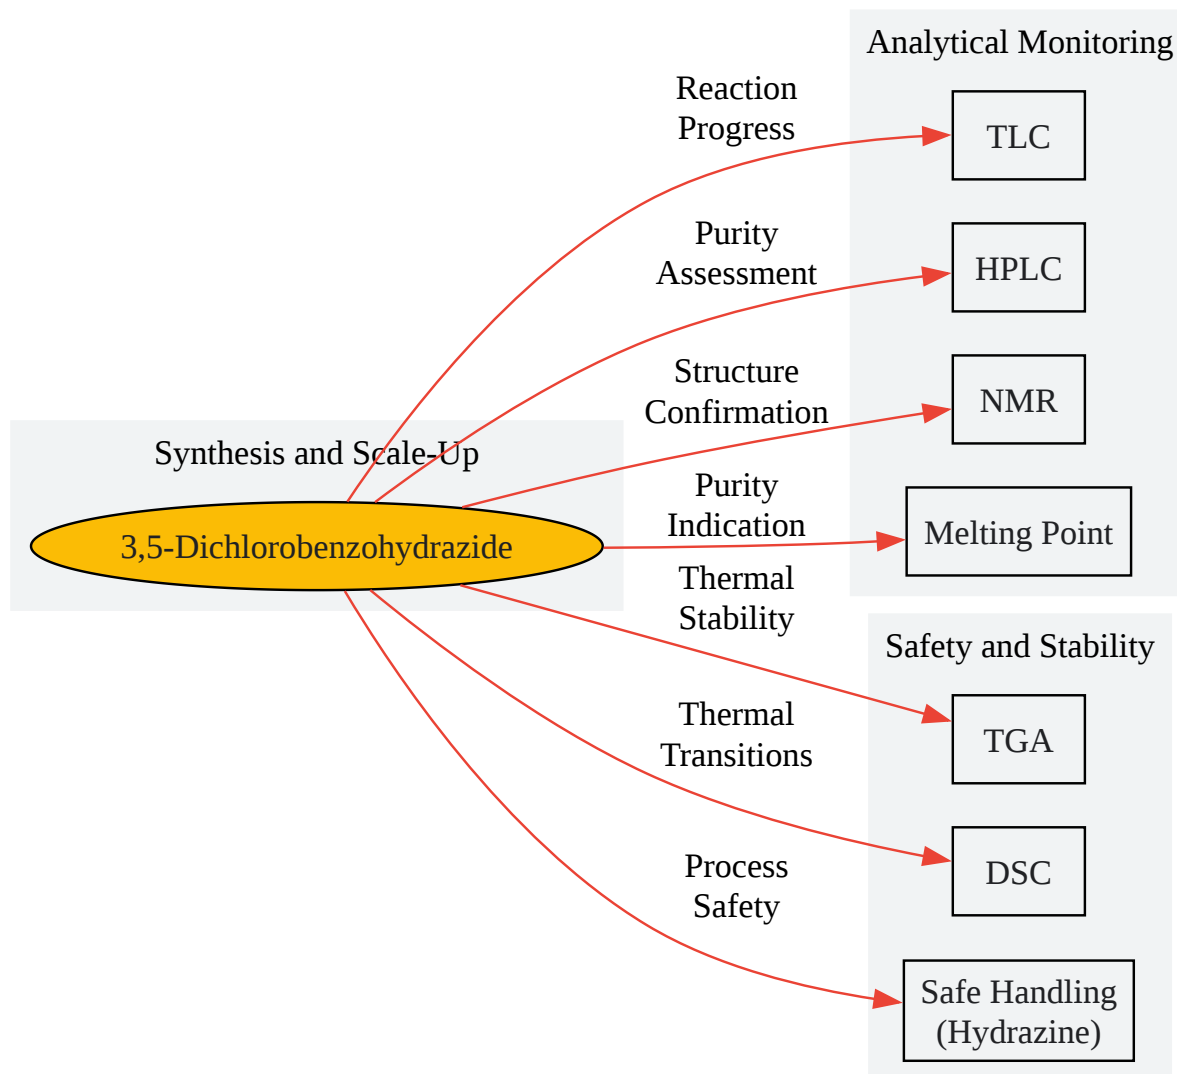 Analytical Monitoring
Reaction
Progress
TLC
Purity
Assessment
HPLC
Structure
Confirmation
NMR
Synthesis and Scale-Up
Purity
Indication
Melting Point
3,5-Dichlorobenzohydrazide
Thermal
Stability
Safety and Stability
TGA
Thermal
Transitions
DSC
Process
Safety
Safe Handling
(Hydrazine)